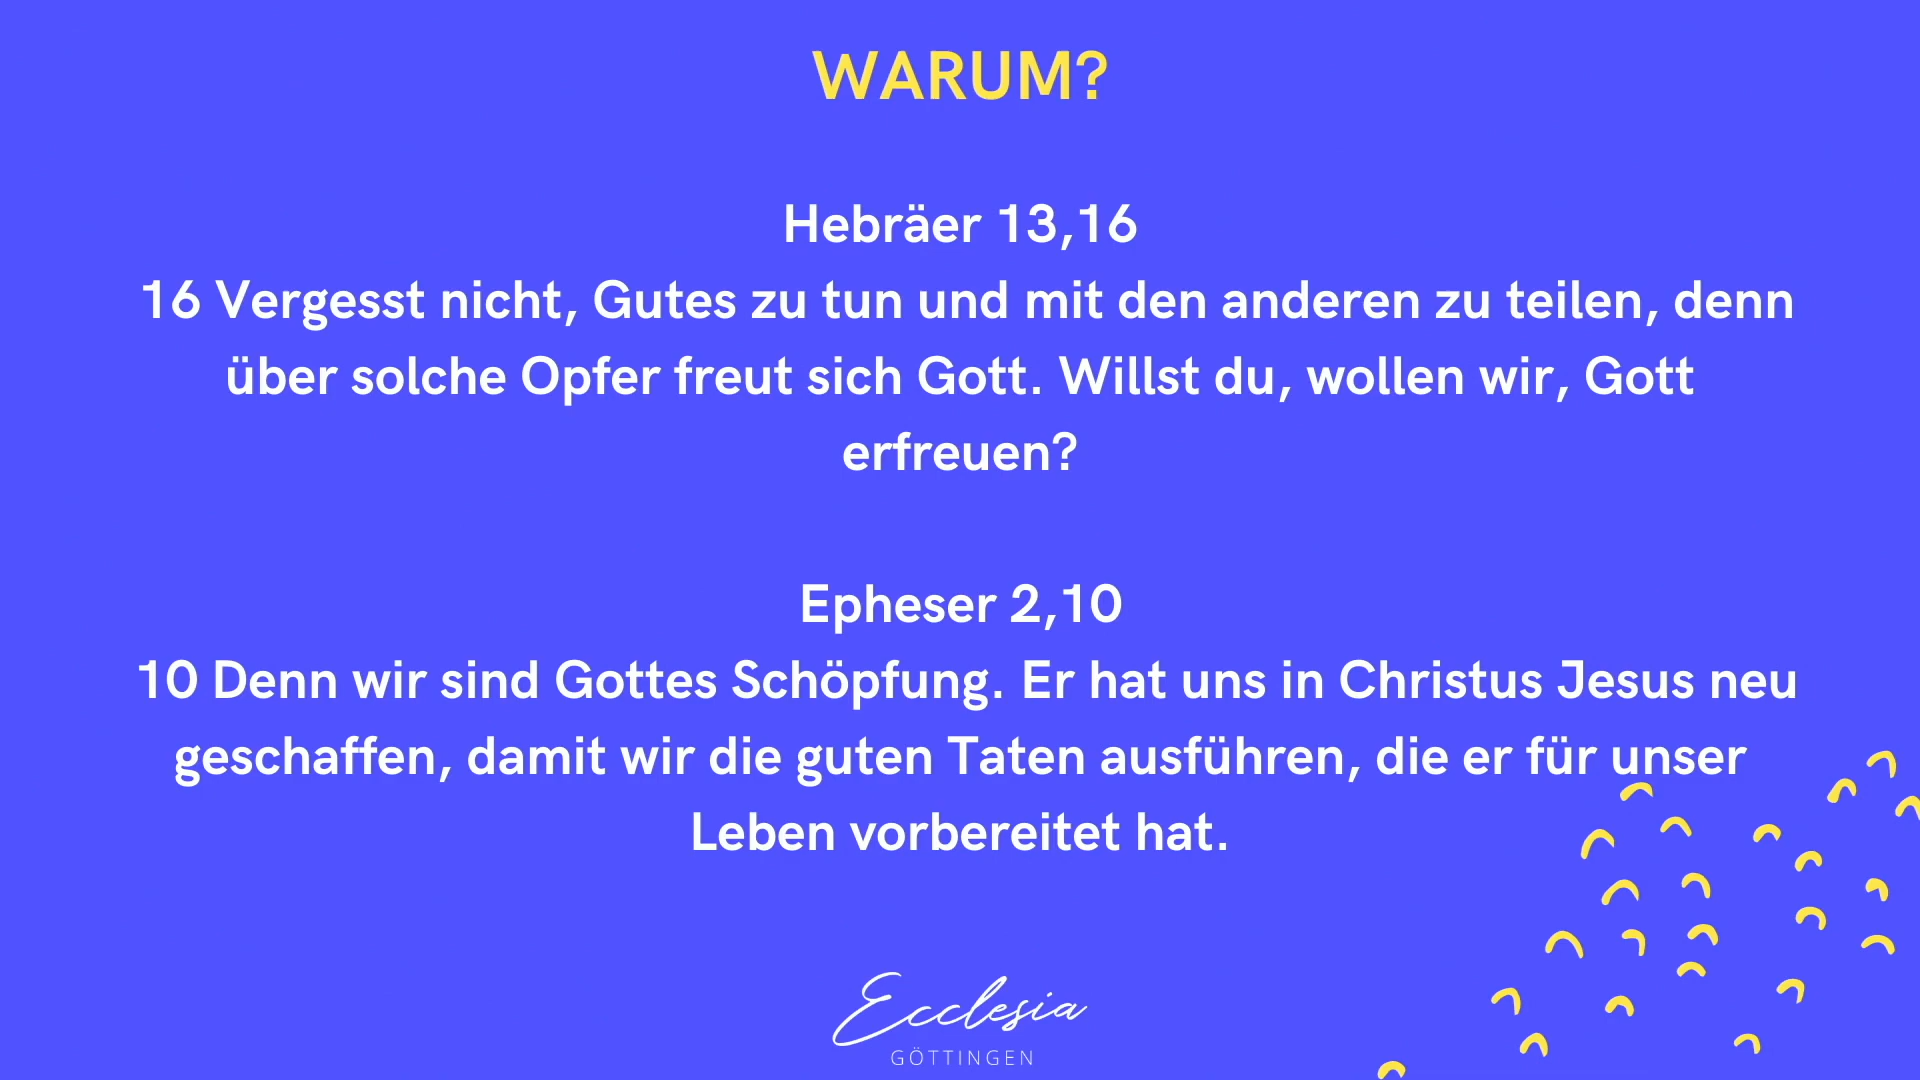 WARUM?
Hebräer 13,16
16 Vergesst nicht, Gutes zu tun und mit den anderen zu teilen, denn
über solche Opfer freut sich Gott. Willst du, wollen wir, Gott
erfreuen?
Epheser 2,10
10 Denn wir sind Gottes Schöpfung. Er hat uns in Christus Jesus neu
geschaffen, damit wir die guten Taten ausführen, die er für unser
Leben vorbereitet hat.
Ecclesia
GÖTTINGEN